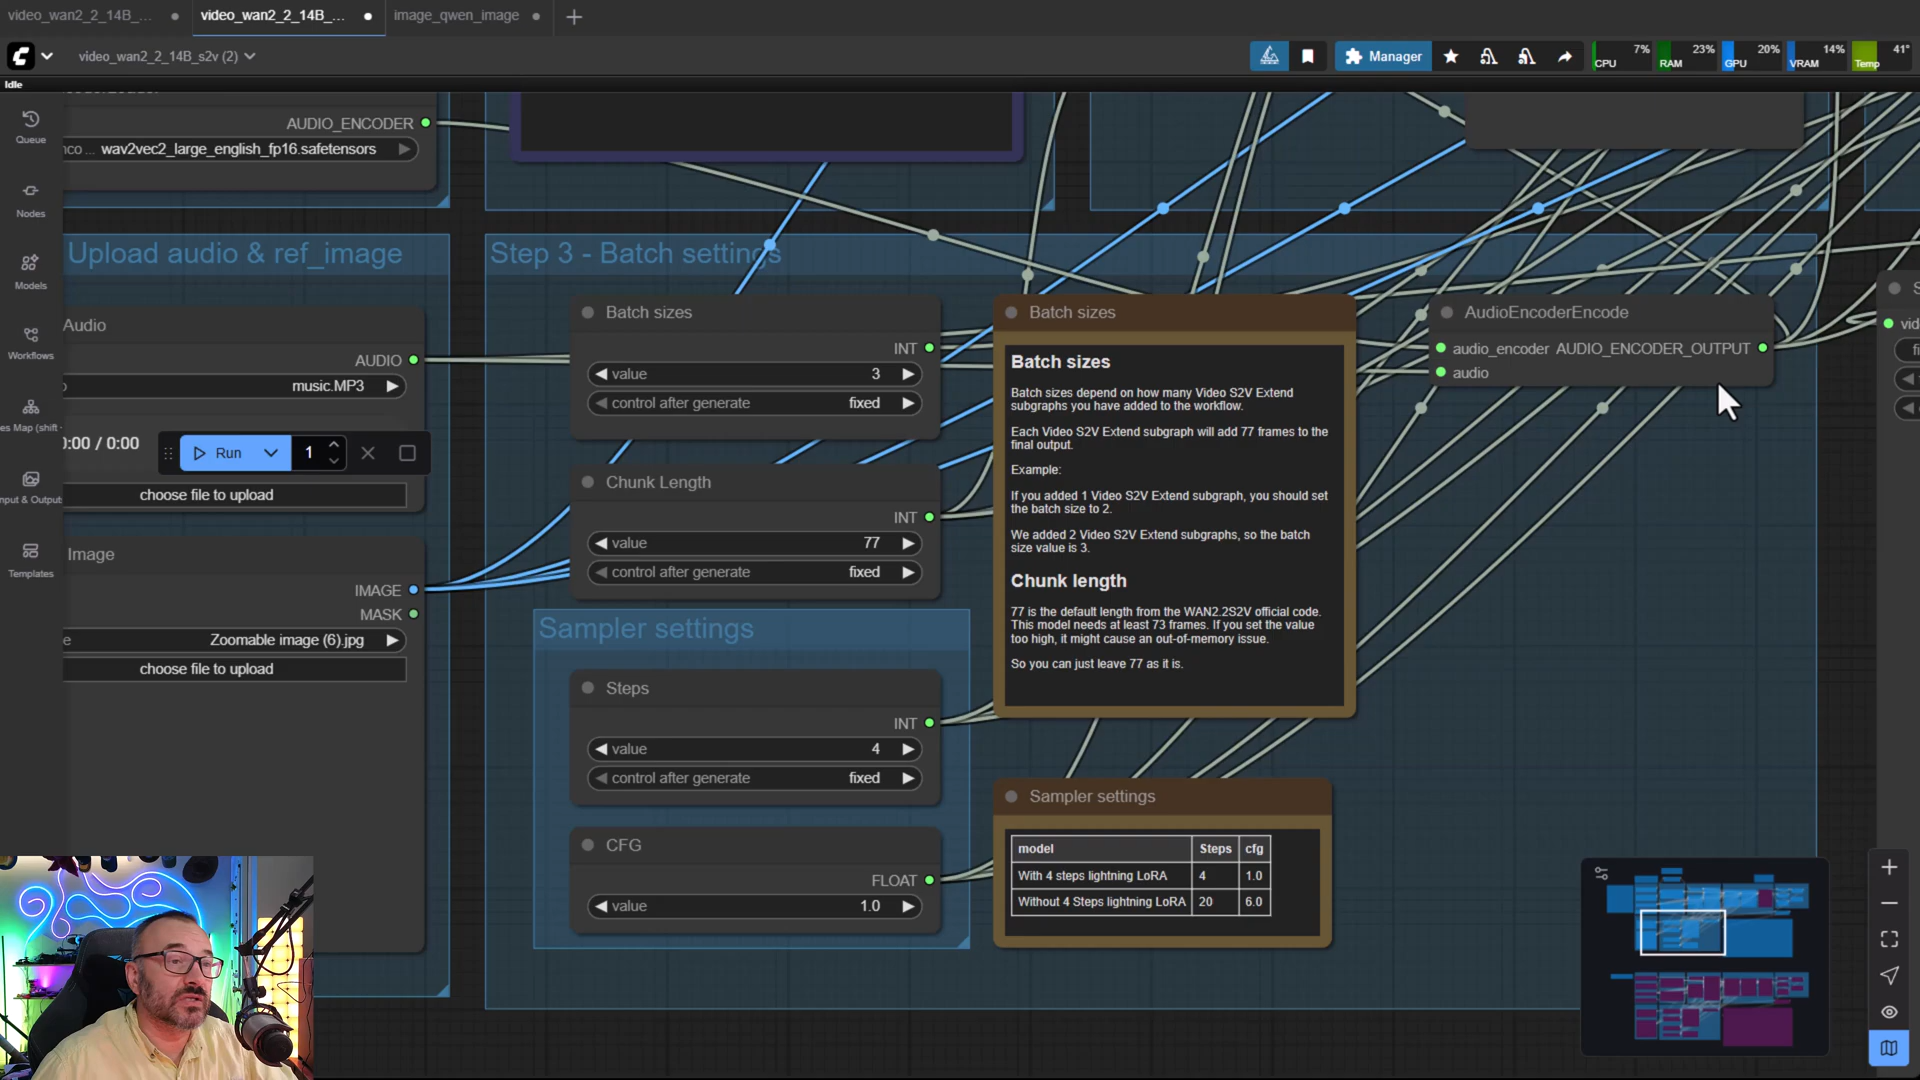 video_wan2_2_14B_...
video_wan2_2_14B_...
image_qwen_image
video_wan2_2_14B_s2v (2)
Manager
7%
CPU
23%
RAM
20%
GPU
14%
VRAM
41°
Temp
Idle
Queue
Nodes
Models
Workflows
es Map (shift
nput & Outpu
Templates
AUDIO_ENCODER
nco ... wav2vec2_large_english_fp16.safetensors
Upload audio & ref_image
Audio
AUDIO
music.MP3
0:00 / 0:00
Run
1
choose file to upload
Image
IMAGE
MASK
Zoomable image (6).jpg
choose file to upload
Step 3 - Batch settings
Batch sizes
INT
value 3
control after generate fixed
Chunk Length
INT
value 77
control after generate fixed
Sampler settings
Steps
INT
value 4
control after generate fixed
CFG
FLOAT
value 1.0
Batch sizes
Batch sizes
Batch sizes depend on how many Video S2V Extend
subgraphs you have added to the workflow.
Each Video S2V Extend subgraph will add 77 frames to the
final output.
Example:
If you added 1 Video S2V Extend subgraph, you should set
the batch size to 2.
We added 2 Video S2V Extend subgraphs, so the batch
size value is 3.
Chunk length
77 is the default length from the WAN2.2S2V official code.
This model needs at least 73 frames. If you set the value
too high, it might cause an out-of-memory issue.
So you can just leave 77 as it is.
Sampler settings
model Steps cfg
With 4 steps lightning LoRA 4 1.0
Without 4 Steps lightning LoRA 20 6.0
AudioEncoderEncode
audio_encoder AUDIO_ENCODER_OUTPUT
audio
S
vid
fi